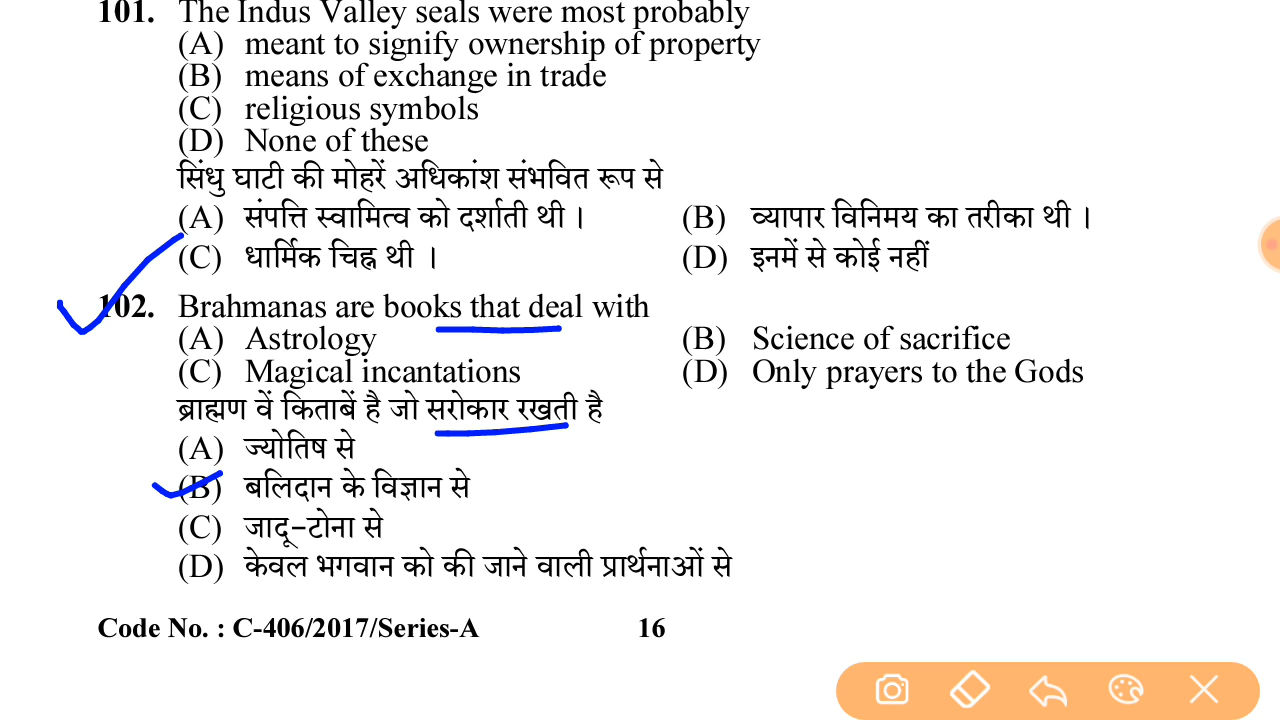 101. The Indus Valley seals were most probably
(A) meant to signify ownership of property
(B) means of exchange in trade
(C) religious symbols
(D) None of these
सिंधु घाटी की मोहरें अधिकांश संभवित रूप से
(A) संपत्ति स्वामित्व को दर्शाती थी । (B) व्यापार विनिमय का तरीका थी ।
(C) धार्मिक चिह्न थी । (D) इनमें से कोई नहीं
102. Brahmanas are books that deal with
(A) Astrology (B) Science of sacrifice
(C) Magical incantations (D) Only prayers to the Gods
ब्राह्मण वें किताबें है जो सरोकार रखती है
(A) ज्योतिष से
(B) बलिदान के विज्ञान से
(C) जादू-टोना से
(D) केवल भगवान को की जाने वाली प्रार्थनाओं से
Code No. : C-406/2017/Series-A 16